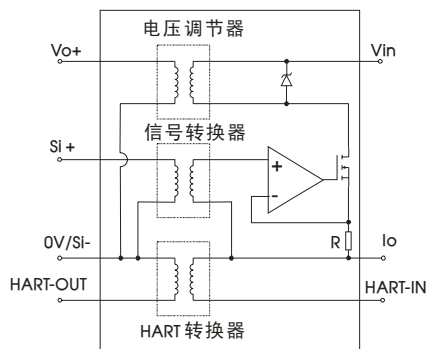 电压调节器
Vo+
Vin
信号转换器
Si +
+
-
R
0V/Si-
Io
HART-OUT
HART-IN
HART 转换器